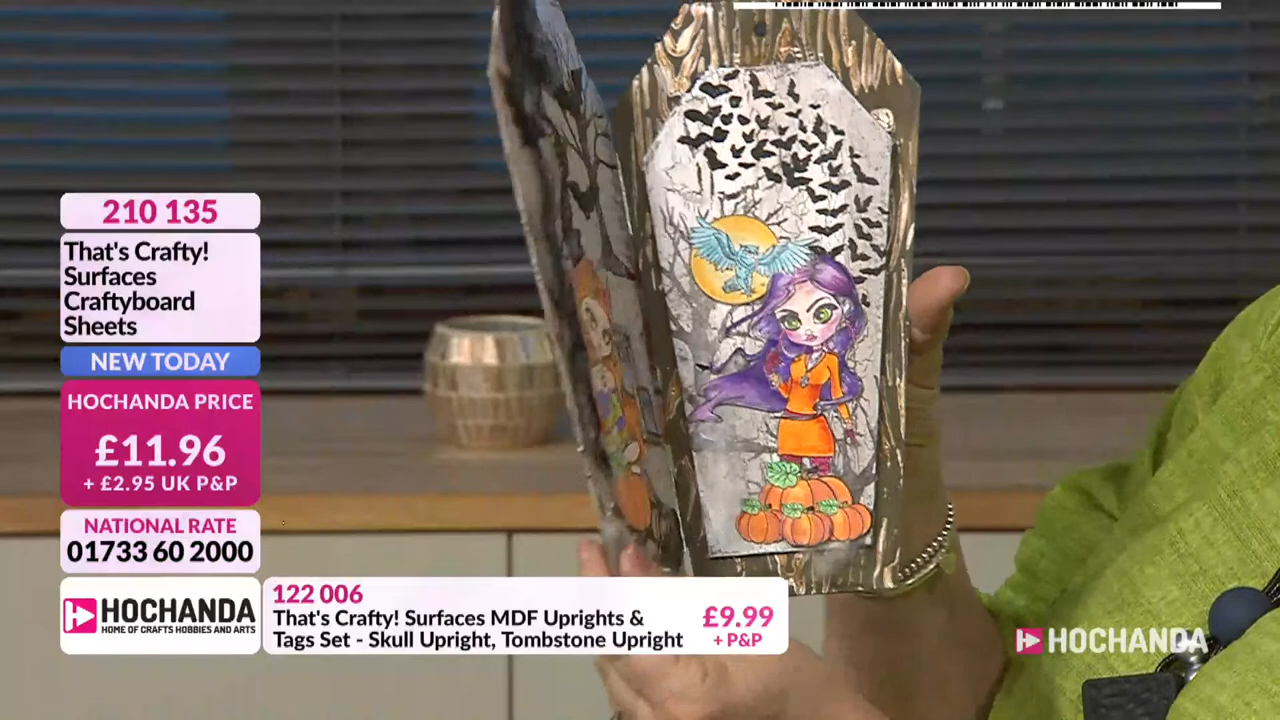 210 135
That's Crafty!
Surfaces
Craftyboard
Sheets
NEW TODAY
HOCHANDA PRICE
£11.96
+ £2.95 UK P&P
NATIONAL RATE
01733 60 2000
HOCHANDA
HOME OF CRAFTS HOBBIES AND ARTS
122 006
That's Crafty! Surfaces MDF Uprights &
Tags Set - Skull Upright, Tombstone Upright
£9.99
+ P&P
HOCHANDA